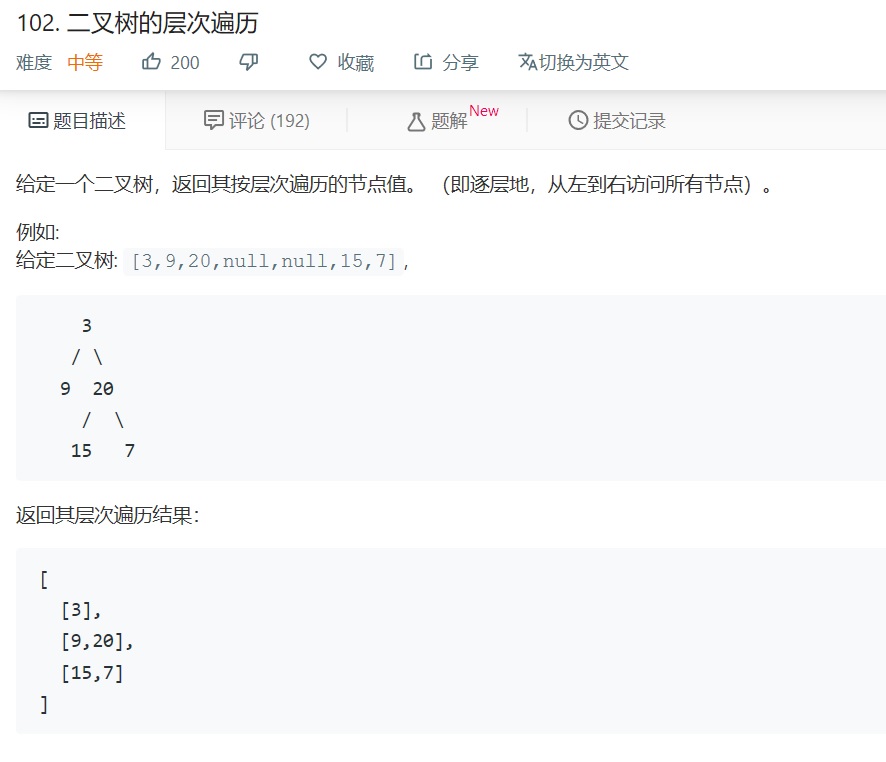 102. 二叉树的层次遍历
难度 中等 200 收藏 分享 切换为英文
题目描述 评论 (192) 题解 New 提交记录
给定一个二叉树，返回其按层次遍历的节点值。 （即逐层地，从左到右访问所有节点）。
例如:
给定二叉树: [3,9,20,null,null,15,7],
3
/ \
9 20
/ \
15 7
返回其层次遍历结果：
[
[3],
[9,20],
[15,7]
]